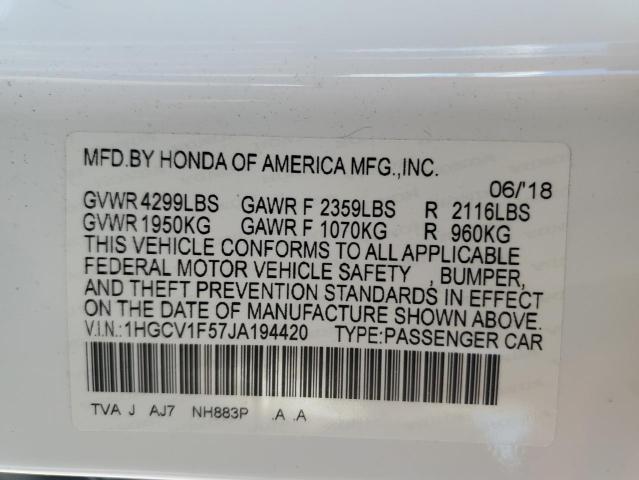 MFD.BY HONDA OF AMERICA MFG.,INC.
06/'18
GVWR 4299LBS GAWR F 2359LBS R 2116LBS
GVWR 1950KG GAWR F 1070KG R 960KG
THIS VEHICLE CONFORMS TO ALL APPLICABLE
FEDERAL MOTOR VEHICLE SAFETY , BUMPER,
AND THEFT PREVENTION STANDARDS IN EFFECT
ON THE DATE OF MANUFACTURE SHOWN ABOVE.
V.I.N.:1HGCV1F57JA194420 TYPE:PASSENGER CAR
TVA J AJ7 NH883P .A .A